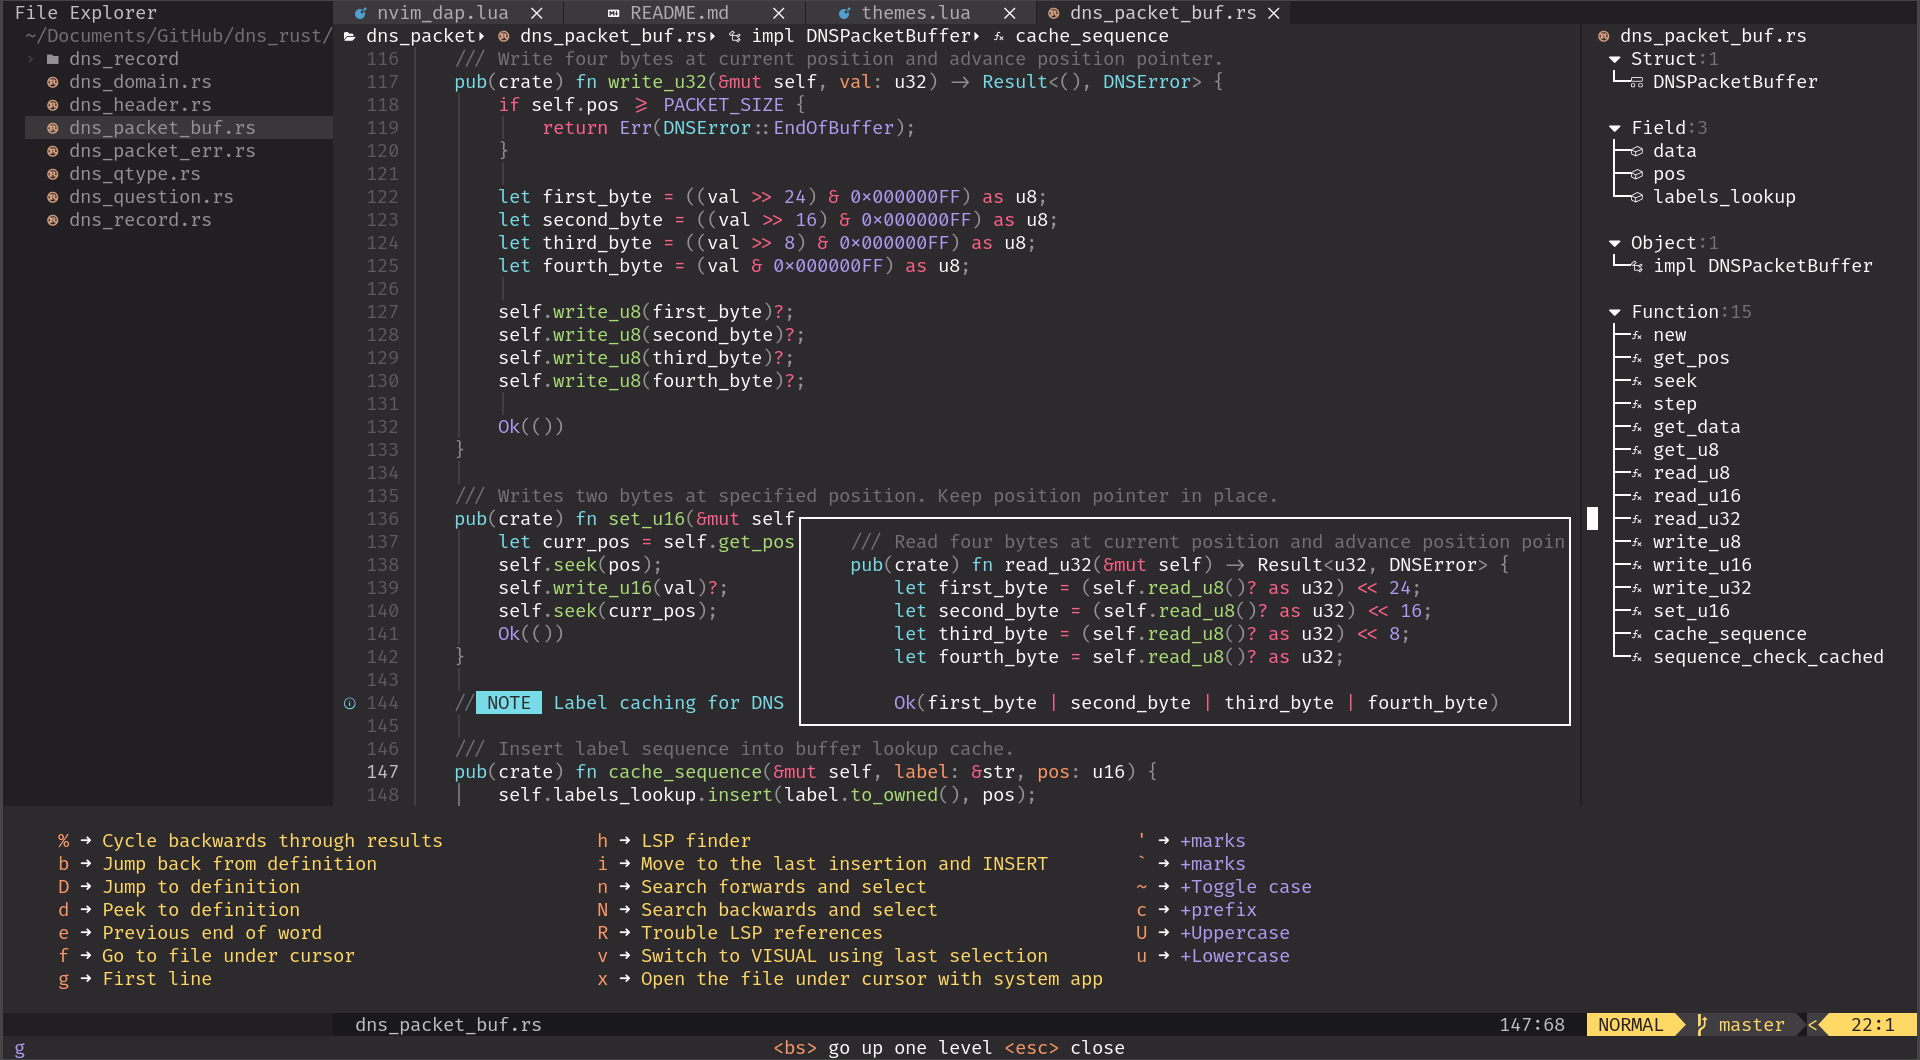 File Explorer
nvim_dap.lua
README.md
themes.lua
dns_packet_buf.rs
~/Documents/GitHub/dns_rust/
dns_record
dns_domain.rs
dns_header.rs
dns_packet_buf.rs
dns_packet_err.rs
dns_qtype.rs
dns_question.rs
dns_record.rs
dns_packet dns_packet_buf.rs impl DNSPacketBuffer cache_sequence
116 /// Write four bytes at current position and advance position pointer.
117 pub(crate) fn write_u32(&mut self, val: u32) -> Result<(), DNSError> {
118 if self.pos >= PACKET_SIZE {
119 return Err(DNSError::EndOfBuffer);
120 }
121
122 let first_byte = ((val >> 24) & 0x000000FF) as u8;
123 let second_byte = ((val >> 16) & 0x000000FF) as u8;
124 let third_byte = ((val >> 8) & 0x000000FF) as u8;
125 let fourth_byte = (val & 0x000000FF) as u8;
126
127 self.write_u8(first_byte)?;
128 self.write_u8(second_byte)?;
129 self.write_u8(third_byte)?;
130 self.write_u8(fourth_byte)?;
131
132 Ok(())
133 }
134
135 /// Writes two bytes at specified position. Keep position pointer in place.
136 pub(crate) fn set_u16(&mut self
137 let curr_pos = self.get_pos
138 self.seek(pos);
139 self.write_u16(val)?;
140 self.seek(curr_pos);
141 Ok(())
142 }
143
144 // NOTE Label caching for DNS
145
146 /// Insert label sequence into buffer lookup cache.
147 pub(crate) fn cache_sequence(&mut self, label: &str, pos: u16) {
148 self.labels_lookup.insert(label.to_owned(), pos);
/// Read four bytes at current position and advance position poin
pub(crate) fn read_u32(&mut self) -> Result<u32, DNSError> {
let first_byte = (self.read_u8()? as u32) << 24;
let second_byte = (self.read_u8()? as u32) << 16;
let third_byte = (self.read_u8()? as u32) << 8;
let fourth_byte = self.read_u8()? as u32;
Ok(first_byte | second_byte | third_byte | fourth_byte)
dns_packet_buf.rs
Struct:1
DNSPacketBuffer
Field:3
data
pos
labels_lookup
Object:1
impl DNSPacketBuffer
Function:15
new
get_pos
seek
step
get_data
get_u8
read_u8
read_u16
read_u32
write_u8
write_u16
write_u32
set_u16
cache_sequence
sequence_check_cached
% → Cycle backwards through results
b → Jump back from definition
D → Jump to definition
d → Peek to definition
e → Previous end of word
f → Go to file under cursor
g → First line
h → LSP finder
i → Move to the last insertion and INSERT
n → Search forwards and select
N → Search backwards and select
R → Trouble LSP references
v → Switch to VISUAL using last selection
x → Open the file under cursor with system app
' → +marks
` → +marks
~ → +Toggle case
c → +prefix
U → +Uppercase
u → +Lowercase
dns_packet_buf.rs 147:68 NORMAL master < 22:1
g <bs> go up one level <esc> close